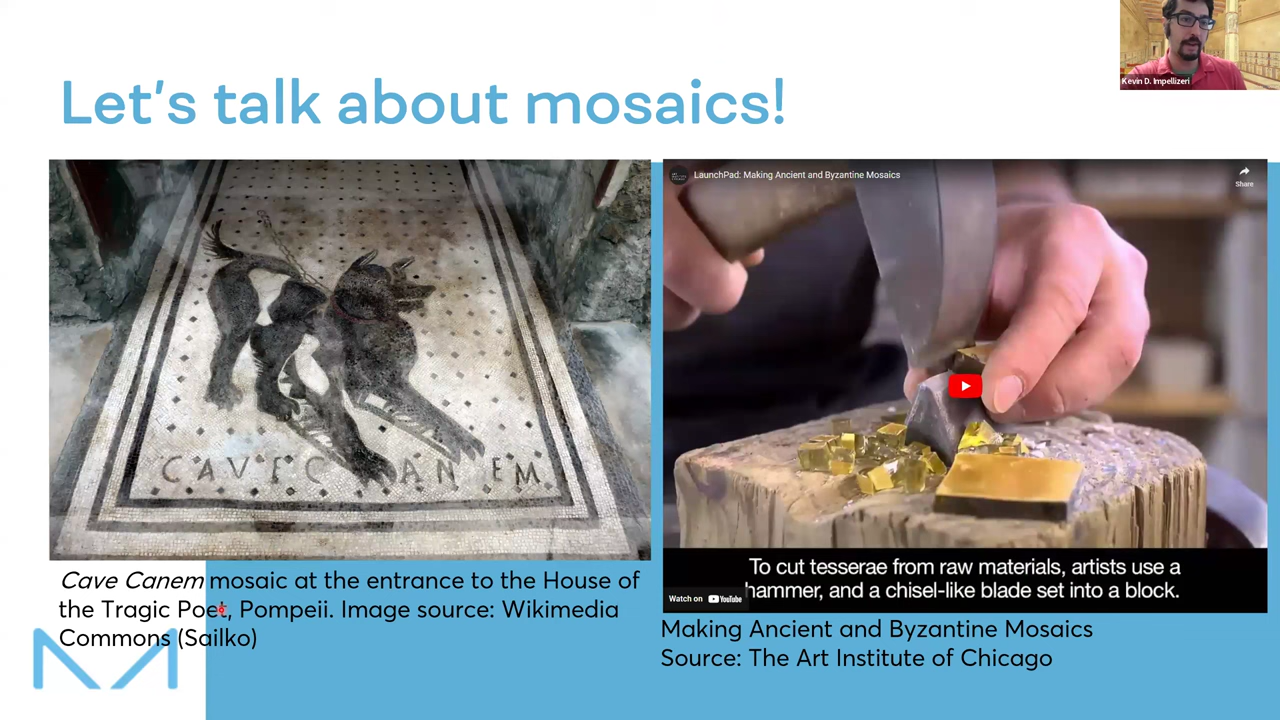 Kevin D. Impellizeri
Let's talk about mosaics!
CAVE CANEM
LaunchPad: Making Ancient and Byzantine Mosaics
Share
To cut tesserae from raw materials, artists use a
hammer, and a chisel-like blade set into a block.
Watch on YouTube
Cave Canem mosaic at the entrance to the House of
the Tragic Poet, Pompeii. Image source: Wikimedia
Commons (Sailko)
Making Ancient and Byzantine Mosaics
Source: The Art Institute of Chicago